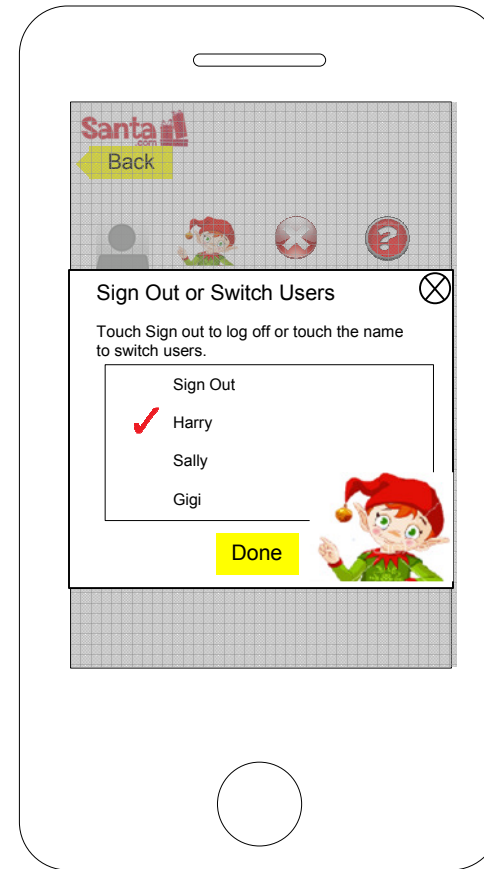 Santa
.com
Back
?
Sign Out or Switch Users
Touch Sign out to log off or touch the name
to switch users.
Sign Out
Harry
Sally
Gigi
Done